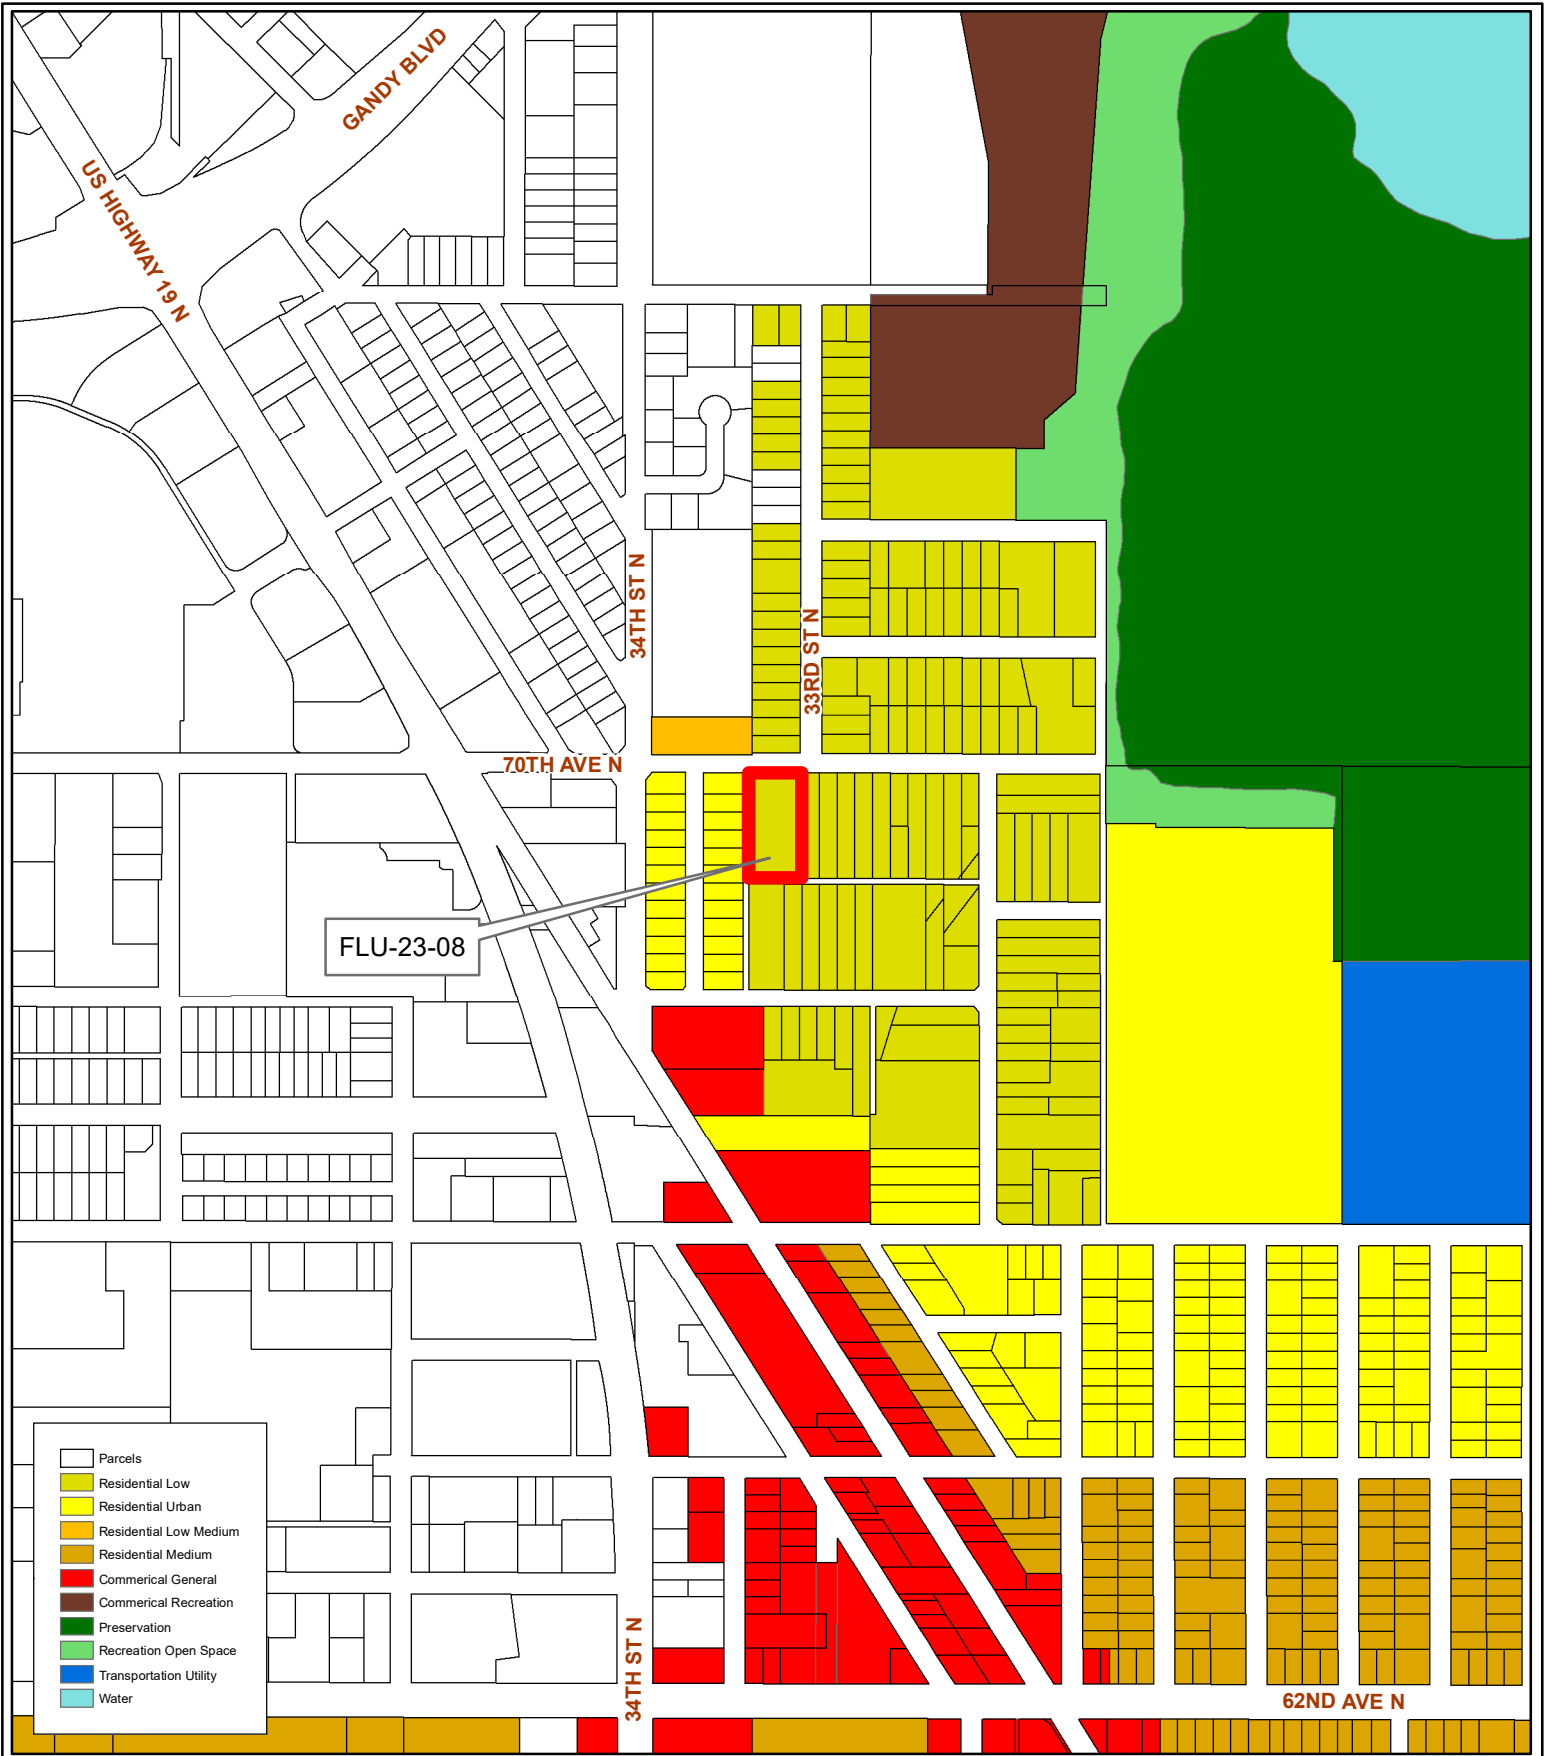 GANDY BLVD
US HIGHWAY 19 N
34TH ST N
33RD ST N
70TH AVE N
FLU-23-08
Parcels
Residential Low
Residential Urban
Residential Low Medium
Residential Medium
Commerical General
Commerical Recreation
Preservation
Recreation Open Space
Transportation Utility
Water
34TH ST N
62ND AVE N